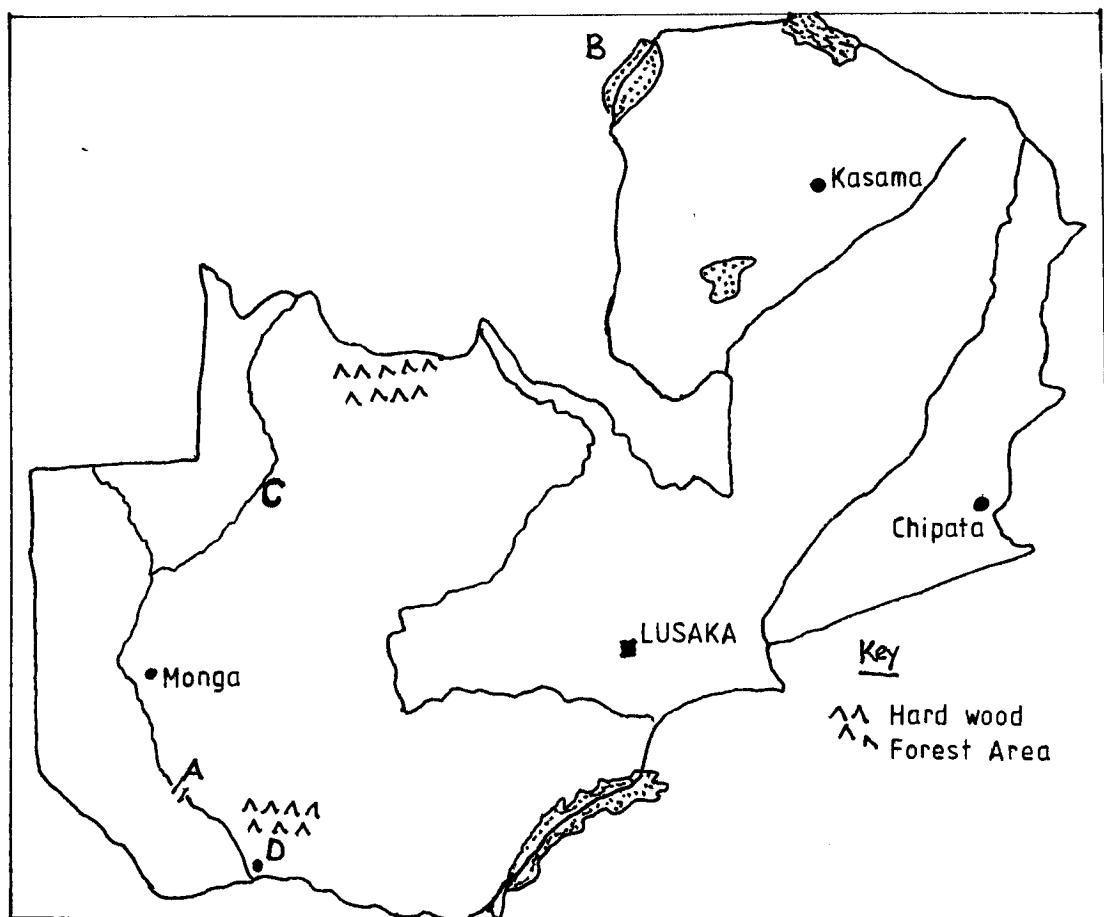 B
Kasama
C
Chipata
LUSAKA
Key
Monga
Hard wood
Forest Area
A
D